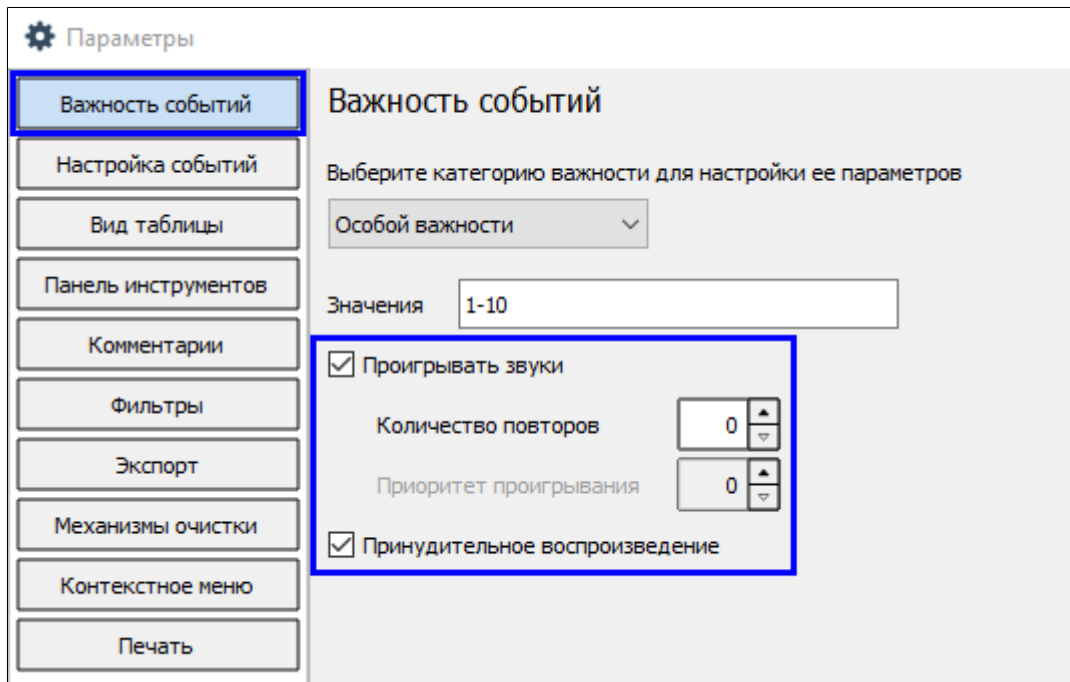 Параметры
Важность событий
Настройка событий
Вид таблицы
Панель инструментов
Комментарии
Фильтры
Экспорт
Механизмы очистки
Контекстное меню
Печать
Важность событий
Выберите категорию важности для настройки ее параметров
Особой важности
Значения 1-10
Проигрывать звуки
Количество повторов 0
Приоритет проигрывания 0
Принудительное воспроизведение